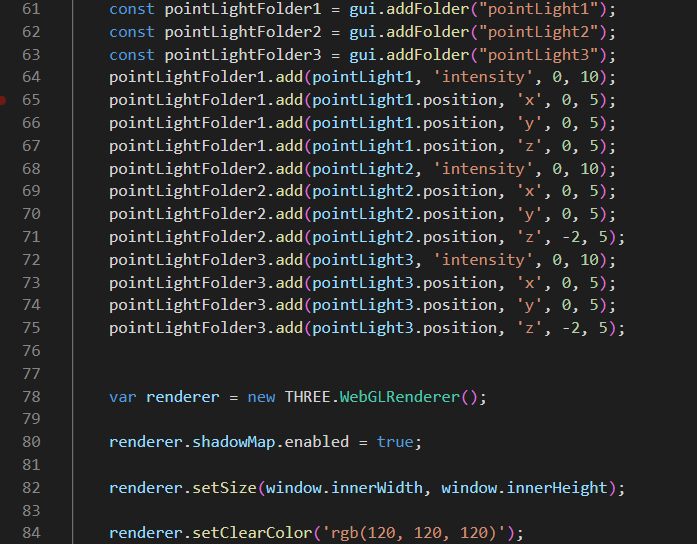 61 const pointLightFolder1 = gui.addFolder("pointLight1");
62 const pointLightFolder2 = gui.addFolder("pointLight2");
63 const pointLightFolder3 = gui.addFolder("pointLight3");
64 pointLightFolder1.add(pointLight1, 'intensity', 0, 10);
65 pointLightFolder1.add(pointLight1.position, 'x', 0, 5);
66 pointLightFolder1.add(pointLight1.position, 'y', 0, 5);
67 pointLightFolder1.add(pointLight1.position, 'z', 0, 5);
68 pointLightFolder2.add(pointLight2, 'intensity', 0, 10);
69 pointLightFolder2.add(pointLight2.position, 'x', 0, 5);
70 pointLightFolder2.add(pointLight2.position, 'y', 0, 5);
71 pointLightFolder2.add(pointLight2.position, 'z', -2, 5);
72 pointLightFolder3.add(pointLight3, 'intensity', 0, 10);
73 pointLightFolder3.add(pointLight3.position, 'x', 0, 5);
74 pointLightFolder3.add(pointLight3.position, 'y', 0, 5);
75 pointLightFolder3.add(pointLight3.position, 'z', -2, 5);
76
77
78 var renderer = new THREE.WebGLRenderer();
79
80 renderer.shadowMap.enabled = true;
81
82 renderer.setSize(window.innerWidth, window.innerHeight);
83
84 renderer.setClearColor('rgb(120, 120, 120)');